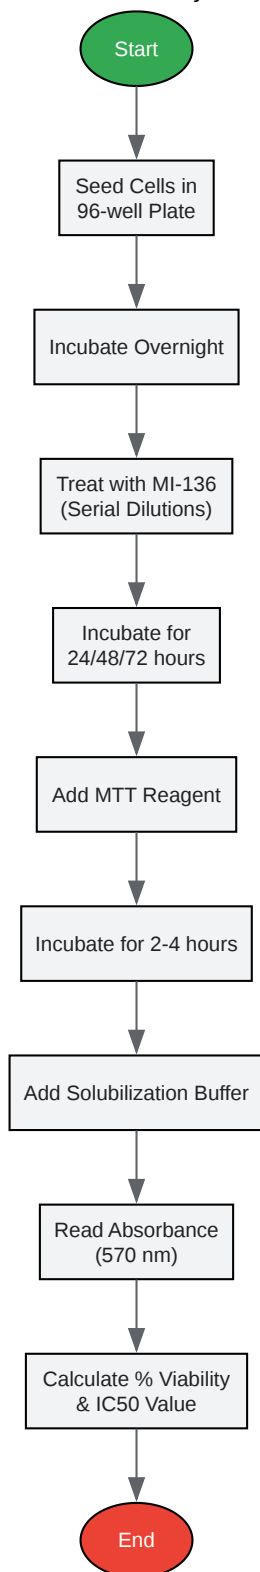 Start
Seed Cells in
96-well Plate
Incubate Overnight
Treat with MI-136
(Serial Dilutions)
Incubate for
24/48/72 hours
Add MTT Reagent
Incubate for 2-4 hours
Add Solubilization Buffer
Read Absorbance
(570 nm)
Calculate % Viability
& IC50 Value
End